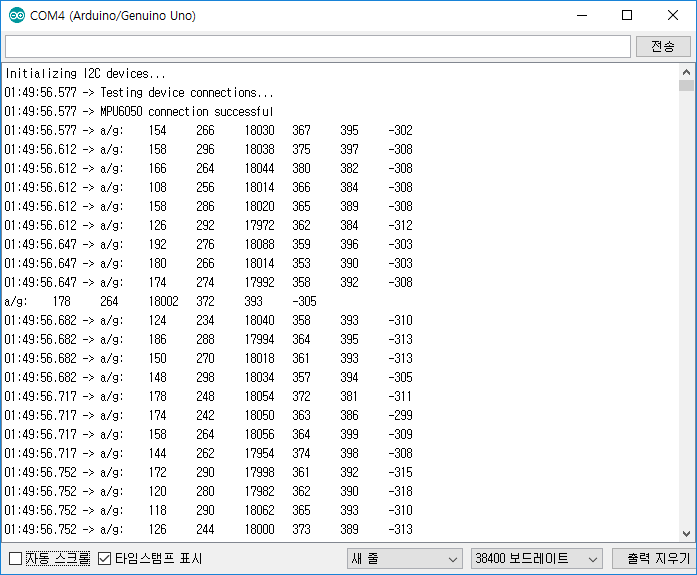 COM4 (Arduino/Genuino Uno)
전송
Initializing I2C devices...
01:49:56.577 -> Testing device connections...
01:49:56.577 -> MPU6050 connection successful
01:49:56.577 -> a/g: 154 266 18030 367 395 -302
01:49:56.612 -> a/g: 158 296 18038 375 397 -308
01:49:56.612 -> a/g: 166 264 18044 380 382 -308
01:49:56.612 -> a/g: 108 256 18014 366 384 -308
01:49:56.612 -> a/g: 158 286 18020 365 389 -308
01:49:56.612 -> a/g: 126 292 17972 362 384 -312
01:49:56.647 -> a/g: 192 276 18088 359 396 -303
01:49:56.647 -> a/g: 180 266 18014 353 390 -303
01:49:56.647 -> a/g: 174 274 17992 358 392 -308
a/g: 178 264 18002 372 393 -305
01:49:56.682 -> a/g: 124 234 18040 358 393 -310
01:49:56.682 -> a/g: 186 288 17994 364 395 -313
01:49:56.682 -> a/g: 150 270 18018 361 393 -313
01:49:56.682 -> a/g: 148 298 18034 357 394 -305
01:49:56.717 -> a/g: 178 248 18054 372 381 -311
01:49:56.717 -> a/g: 174 242 18050 363 386 -299
01:49:56.717 -> a/g: 158 264 18056 364 399 -309
01:49:56.717 -> a/g: 144 262 17954 374 398 -308
01:49:56.752 -> a/g: 172 290 17998 361 392 -315
01:49:56.752 -> a/g: 120 280 17982 362 390 -318
01:49:56.752 -> a/g: 118 290 18062 365 393 -310
01:49:56.752 -> a/g: 126 244 18000 373 389 -313
자동 스크롤 타임스탬프 표시 새 줄 38400 보드레이트 출력 지우기